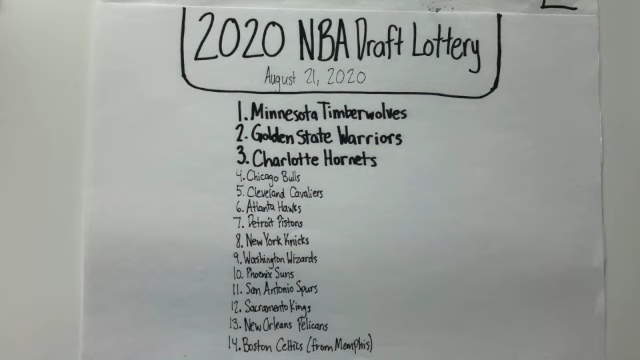 2020 NBA Draft Lottery
August 21, 2020
1. Minnesota Timberwolves
2. Golden State Warriors
3. Charlotte Hornets
4. Chicago Bulls
5. Cleveland Cavaliers
6. Atlanta Hawks
7. Detroit Pistons
8. New York Knicks
9. Washington Wizards
10. Phoenix Suns
11. San Antonio Spurs
12. Sacramento Kings
13. New Orleans Pelicans
14. Boston Celtics (from Memphis)